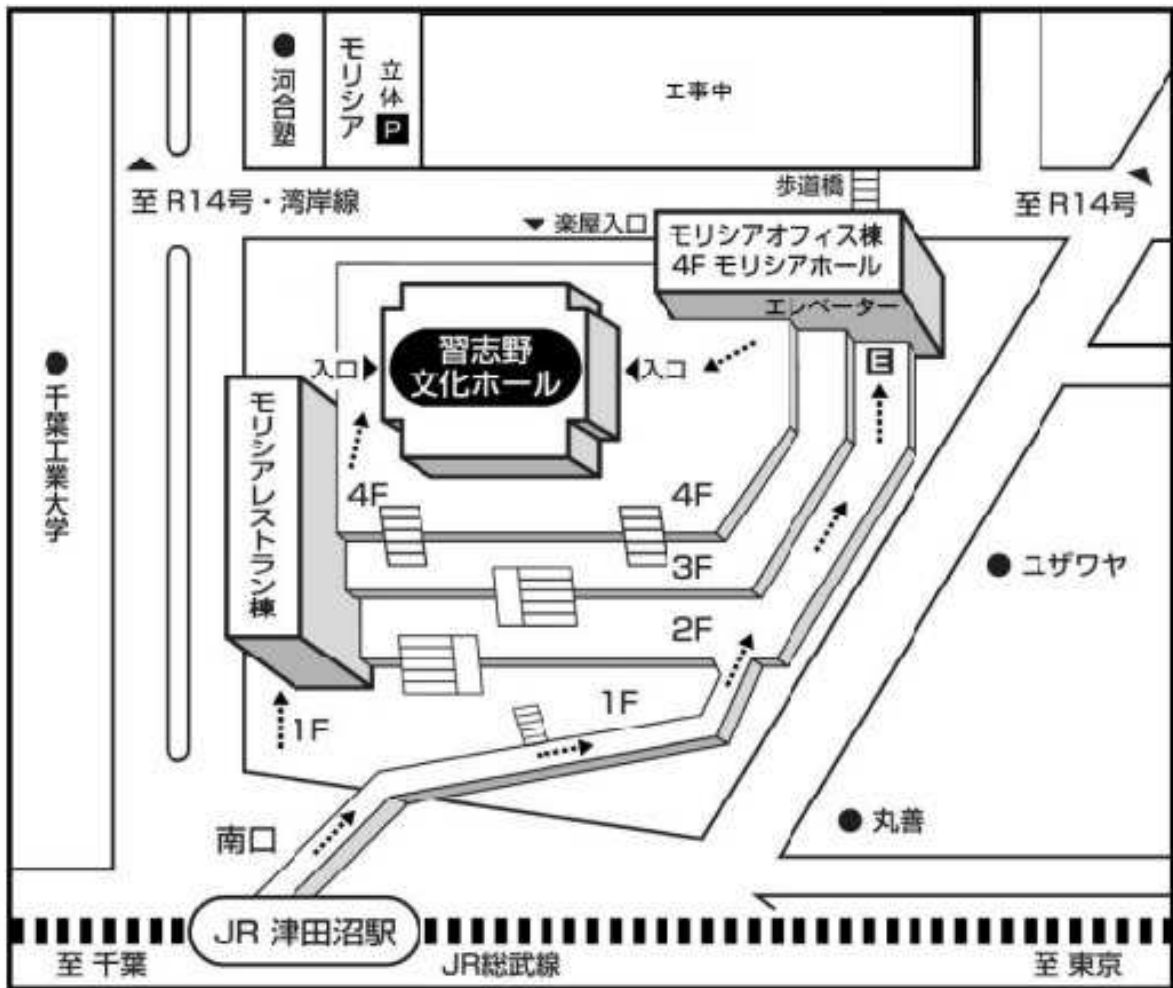 河合塾
モリシア
立体
P
工事中
至 R14号・湾岸線
歩道橋
至 R14号
楽屋入口
モリシアオフィス棟
4F モリシアホール
エレベーター
E
習志野
文化ホール
入口
入口
千葉工業大学
モリシアレストラン棟
4F
4F
3F
2F
1F
1F
ユザワヤ
丸善
南口
JR 津田沼駅
至 千葉
JR総武線
至 東京